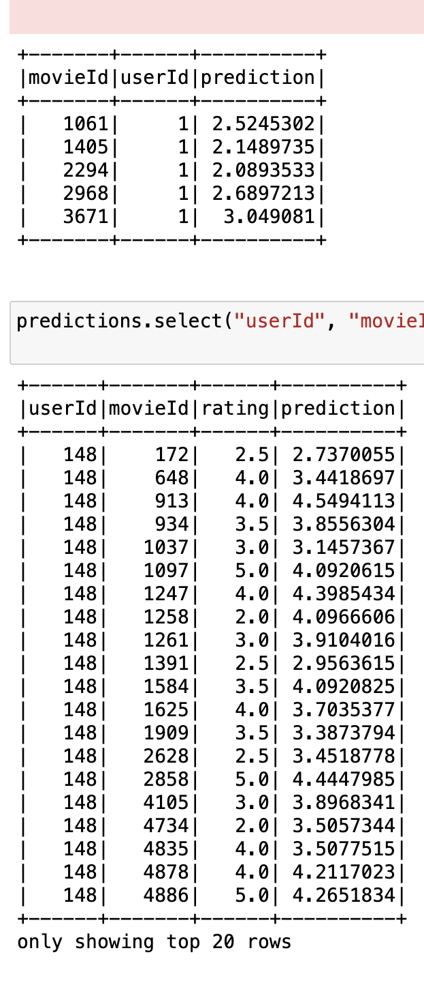 +-------+------+----------+
|movieId|userId|prediction|
+-------+------+----------+
|   1061|     1| 2.5245302|
|   1405|     1| 2.1489735|
|   2294|     1| 2.0893533|
|   2968|     1| 2.6897213|
|   3671|     1|  3.049081|
+-------+------+----------+
predictions.select("userId", "movieI
+------+-------+------+----------+
|userId|movieId|rating|prediction|
+------+-------+------+----------+
|   148|    172|   2.5| 2.7370055|
|   148|    648|   4.0| 3.4418697|
|   148|    913|   4.0| 4.5494113|
|   148|    934|   3.5| 3.8556304|
|   148|   1037|   3.0| 3.1457367|
|   148|   1097|   5.0| 4.0920615|
|   148|   1247|   4.0| 4.3985434|
|   148|   1258|   2.0| 4.0966606|
|   148|   1261|   3.0| 3.9104016|
|   148|   1391|   2.5| 2.9563615|
|   148|   1584|   3.5| 4.0920825|
|   148|   1625|   4.0| 3.7035377|
|   148|   1909|   3.5| 3.3873794|
|   148|   2628|   2.5| 3.4518778|
|   148|   2858|   5.0| 4.4447985|
|   148|   4105|   3.0| 3.8968341|
|   148|   4734|   2.0| 3.5057344|
|   148|   4835|   4.0| 3.5077515|
|   148|   4878|   4.0| 4.2117023|
|   148|   4886|   5.0| 4.2651834|
+------+-------+------+----------+
only showing top 20 rows